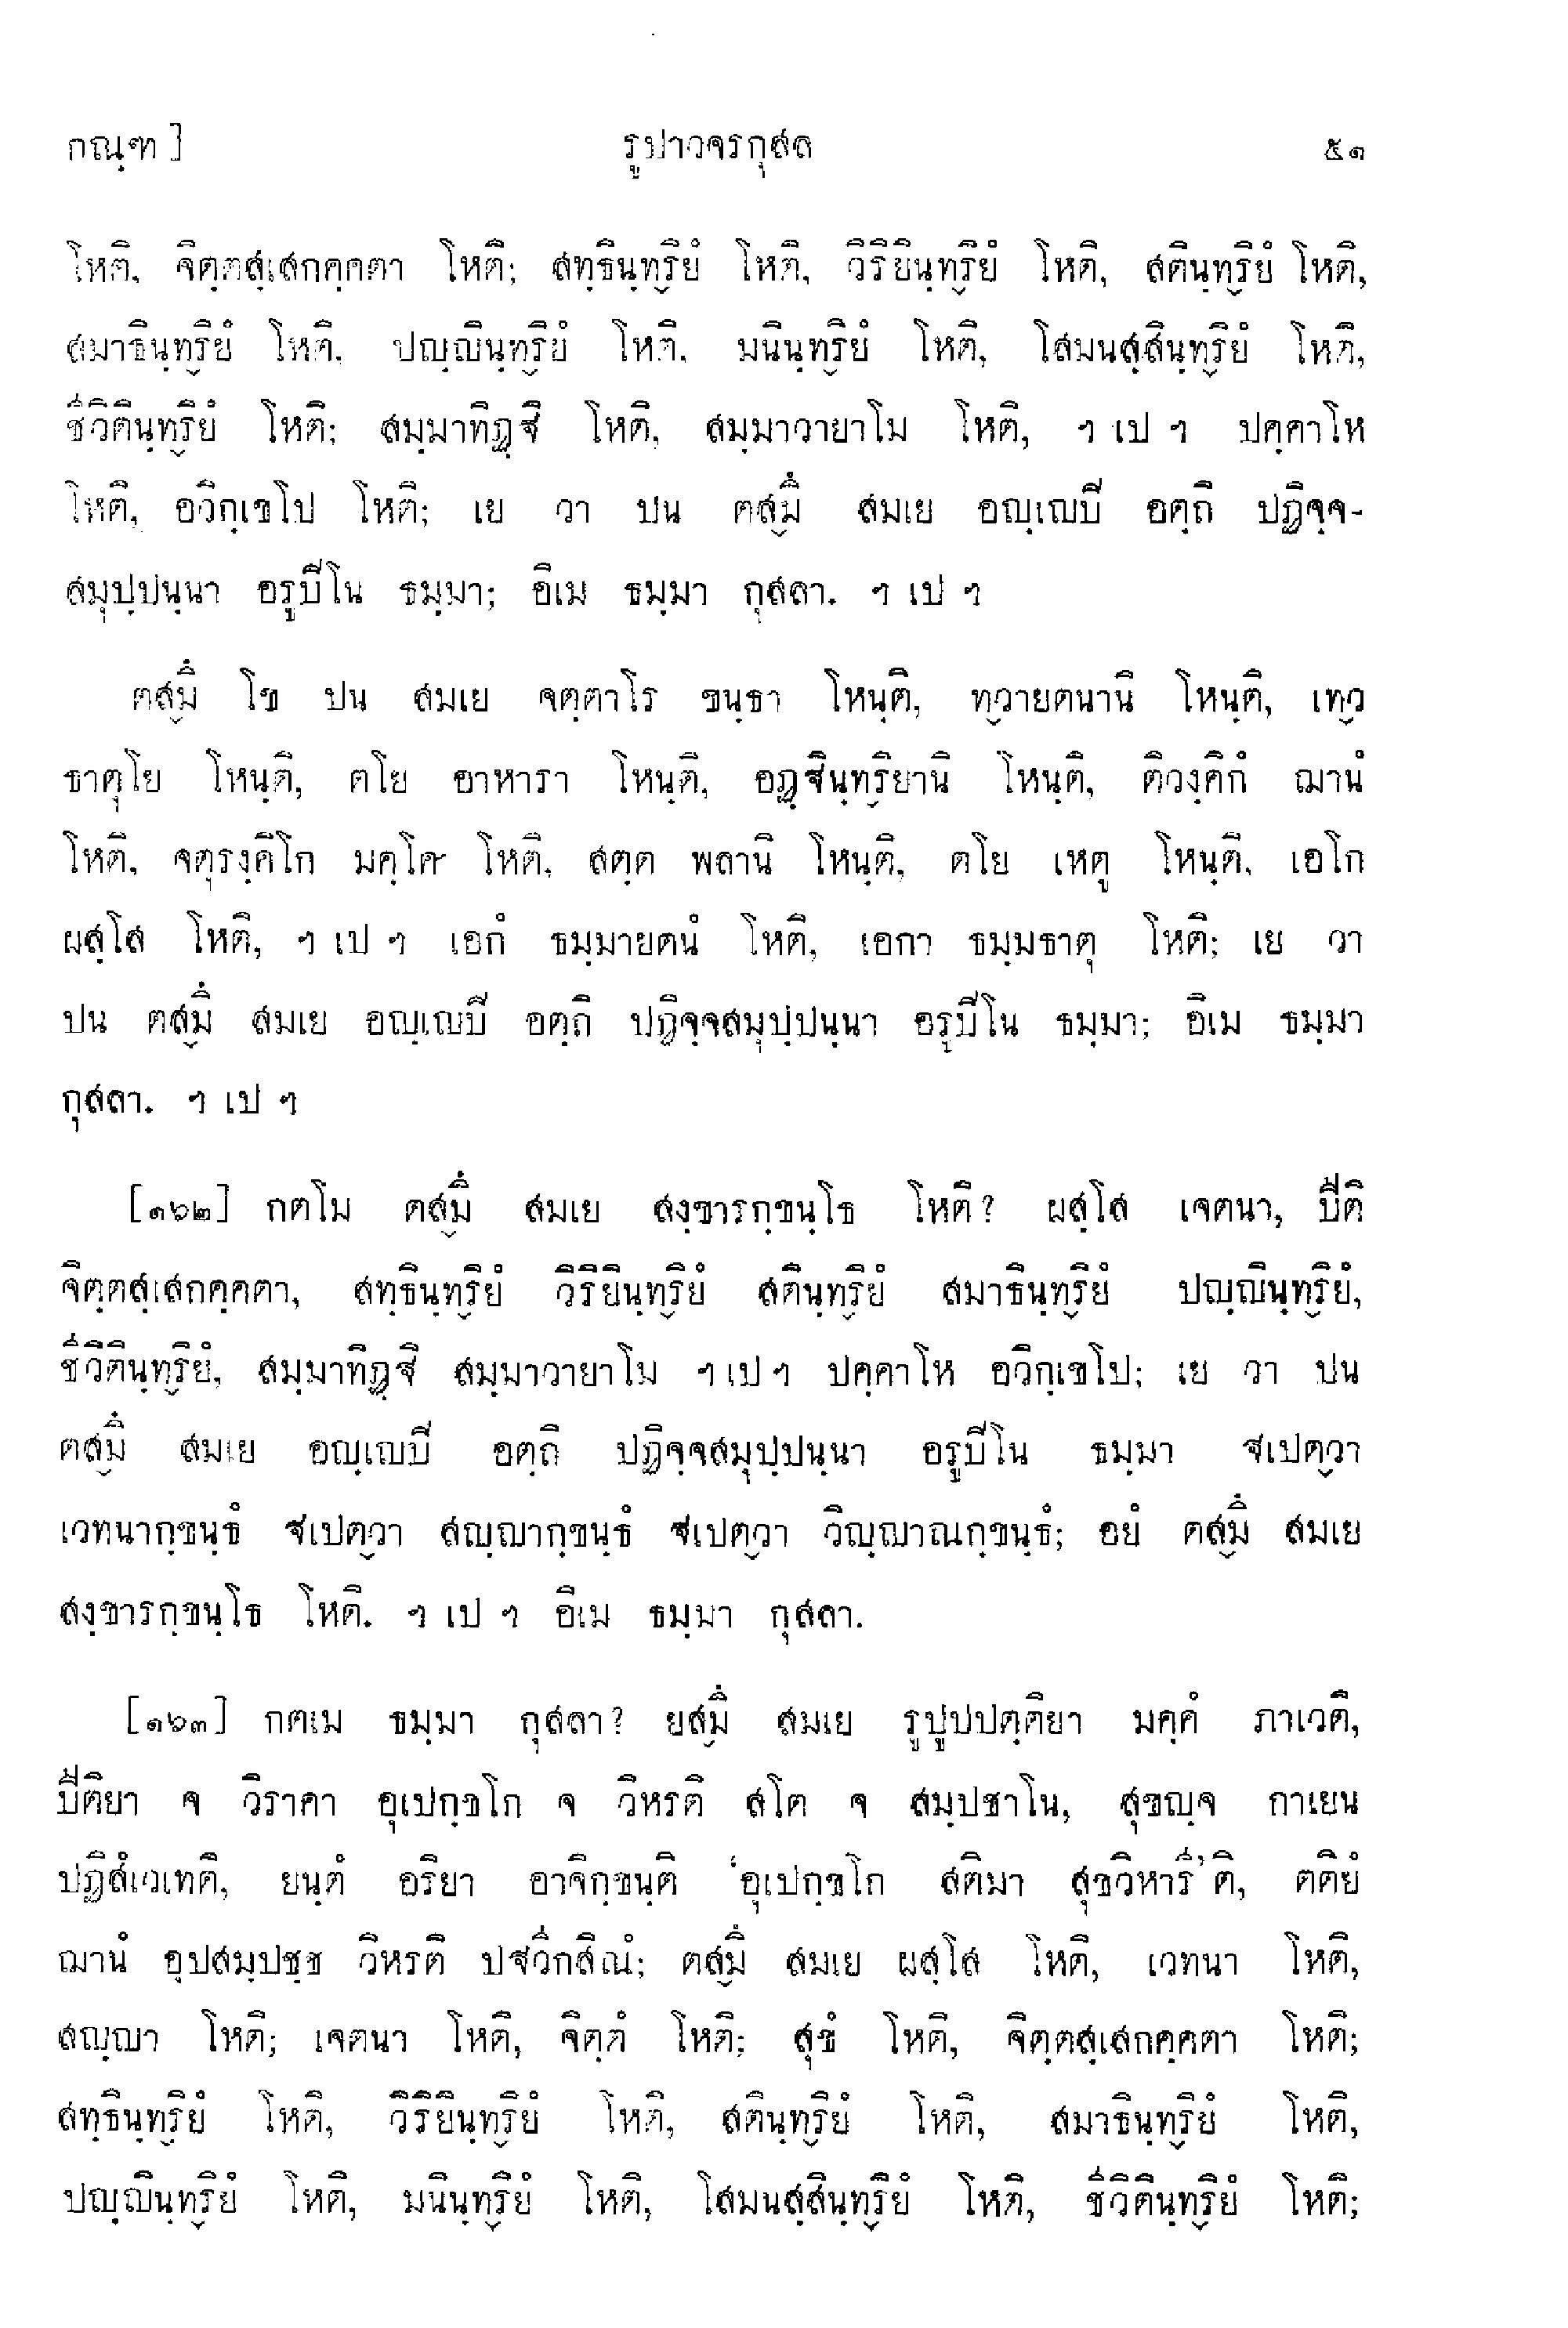 กณฺฑ ] รูปาวจรกุสล ๕๑
โหติ, จิตฺตสฺเสกคฺคตา โหติ; สทฺธินฺทฺริยํ โหติ, วิริยินฺทฺริยํ โหติ, สตินฺทฺริยํ โหติ,
สมาธินฺทฺริยํ โหติ, ปญฺญินฺทฺริยํ โหติ, มนินฺทฺริยํ โหติ, โสมนสฺสินฺทฺริยํ โหติ,
ชีวิตินฺทฺริยํ โหติ; สมฺมาทิฏฺฐิ โหติ, สมฺมาวายาโม โหติ, ฯ เป ฯ ปคฺคาโห
โหติ, อวิกฺเขโป โหติ; เย วา ปน ตสฺมึ สมเย อญฺเญปิ อตฺถิ ปฏิจฺจ-
สมุปฺปนฺนา อรูปิโน ธมฺมา; อิเม ธมฺมา กุสลา. ฯ เป ฯ
ตสฺมึ โข ปน สมเย จตฺตาโร ขนฺธา โหนฺติ, ทฺวายตนานิ โหนฺติ, เทฺว
ธาตุโย โหนฺติ, ตโย อาหารา โหนฺติ, อฏฺฐินฺทฺริยานิ โหนฺติ, ติวงฺคิกํ ฌานํ
โหติ, จตุรงฺคิโก มคฺโค โหติ, สตฺต พลานิ โหนฺติ, ตโย เหตู โหนฺติ, เอโก
ผสฺโส โหติ, ฯ เป ฯ เอกํ ธมฺมายตนํ โหติ, เอกา ธมฺมธาตุ โหติ; เย วา
ปน ตสฺมึ สมเย อญฺเญปิ อตฺถิ ปฏิจฺจสมุปฺปนฺนา อรูปิโน ธมฺมา; อิเม ธมฺมา
กุสลา. ฯ เป ฯ
[๑๖๒] กตโม ตสฺมึ สมเย สงฺขารกฺขนฺโธ โหติ? ผสฺโส เจตนา, ปีติ
จิตฺตสฺเสกคฺคตา, สทฺธินฺทฺริยํ วิริยินฺทฺริยํ สตินฺทฺริยํ สมาธินฺทฺริยํ ปญฺญินฺทฺริยํ,
ชีวิตินฺทฺริยํ, สมฺมาทิฏฺฐิ สมฺมาวายาโม ฯ เป ฯ ปคฺคาโห อวิกฺเขโป; เย วา ปน
ตสฺมึ สมเย อญฺเญปิ อตฺถิ ปฏิจฺจสมุปฺปนฺนา อรูปิโน ธมฺมา ฐเปตฺวา
เวทนากฺขนฺธํ ฐเปตฺวา สญฺญากฺขนฺธํ ฐเปตฺวา วิญฺญาณกฺขนฺธํ; อยํ ตสฺมึ สมเย
สงฺขารกฺขนฺโธ โหติ. ฯ เป ฯ อิเม ธมฺมา กุสลา.
[๑๖๓] กตเม ธมฺมา กุสลา? ยสฺมึ สมเย รูปูปปตฺติยา มคฺคํ ภาเวติ,
ปีติยา จ วิราคา อุเปกฺขโก จ วิหรติ สโต จ สมฺปชาโน, สุขญฺจ กาเยน
ปฏิสํเวเทติ, ยนฺตํ อริยา อาจิกฺขนฺติ ‘อุเปกฺขโก สติมา สุขวิหารี’ติ, ตติยํ
ฌานํ อุปสมฺปชฺช วิหรติ ปฐวีกสิณํ; ตสฺมึ สมเย ผสฺโส โหติ, เวทนา โหติ,
สญฺญา โหติ; เจตนา โหติ, จิตฺตํ โหติ; สุขํ โหติ, จิตฺตสฺเสกคฺคตา โหติ;
สทฺธินฺทฺริยํ โหติ, วิริยินฺทฺริยํ โหติ, สตินฺทฺริยํ โหติ, สมาธินฺทฺริยํ โหติ,
ปญฺญินฺทฺริยํ โหติ, มนินฺทฺริยํ โหติ, โสมนสฺสินฺทฺริยํ โหติ, ชีวิตินฺทฺริยํ โหติ;